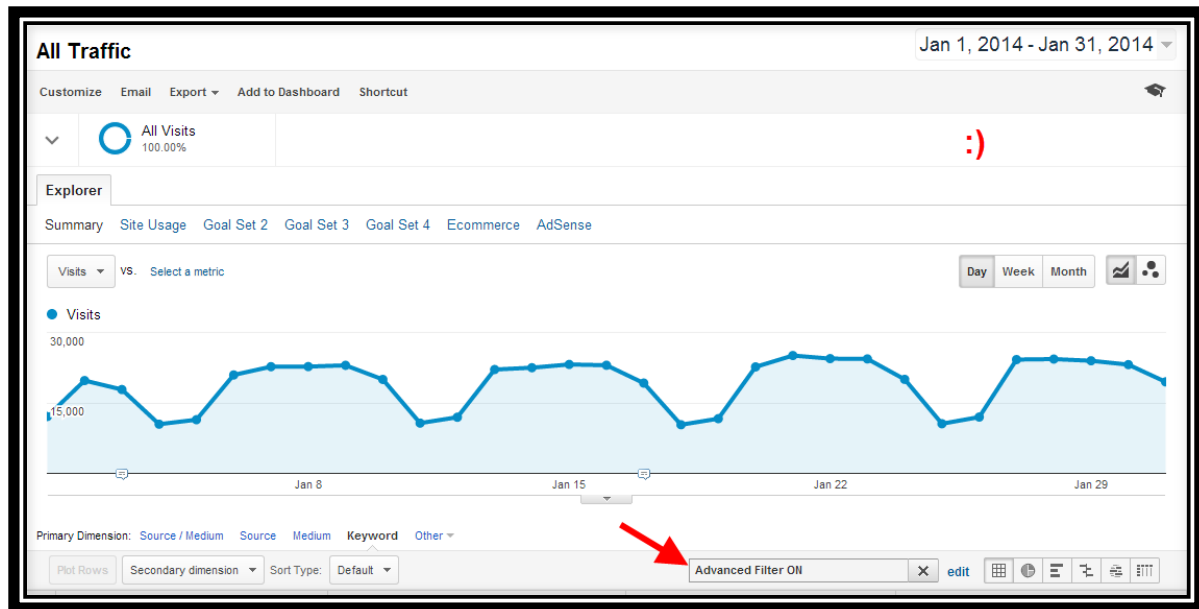 All Traffic
Jan 1, 2014 - Jan 31, 2014
Customize Email Export Add to Dashboard Shortcut
All Visits
100.00%
:)
Explorer
Summary Site Usage Goal Set 2 Goal Set 3 Goal Set 4 Ecommerce AdSense
Visits VS. Select a metric
Day Week Month
Visits
30,000
15,000
Jan 8 Jan 15 Jan 22 Jan 29
Primary Dimension: Source / Medium Source Medium Keyword Other
Plot Rows Secondary dimension Sort Type: Default Advanced Filter ON edit